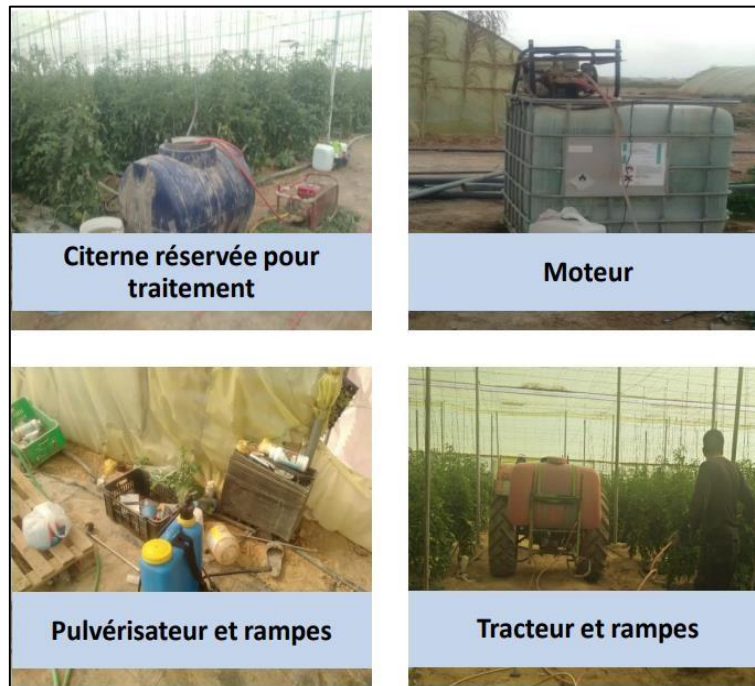 Citerne réservée pour
traitement
Moteur
Pulvérisateur et rampes
Tracteur et rampes